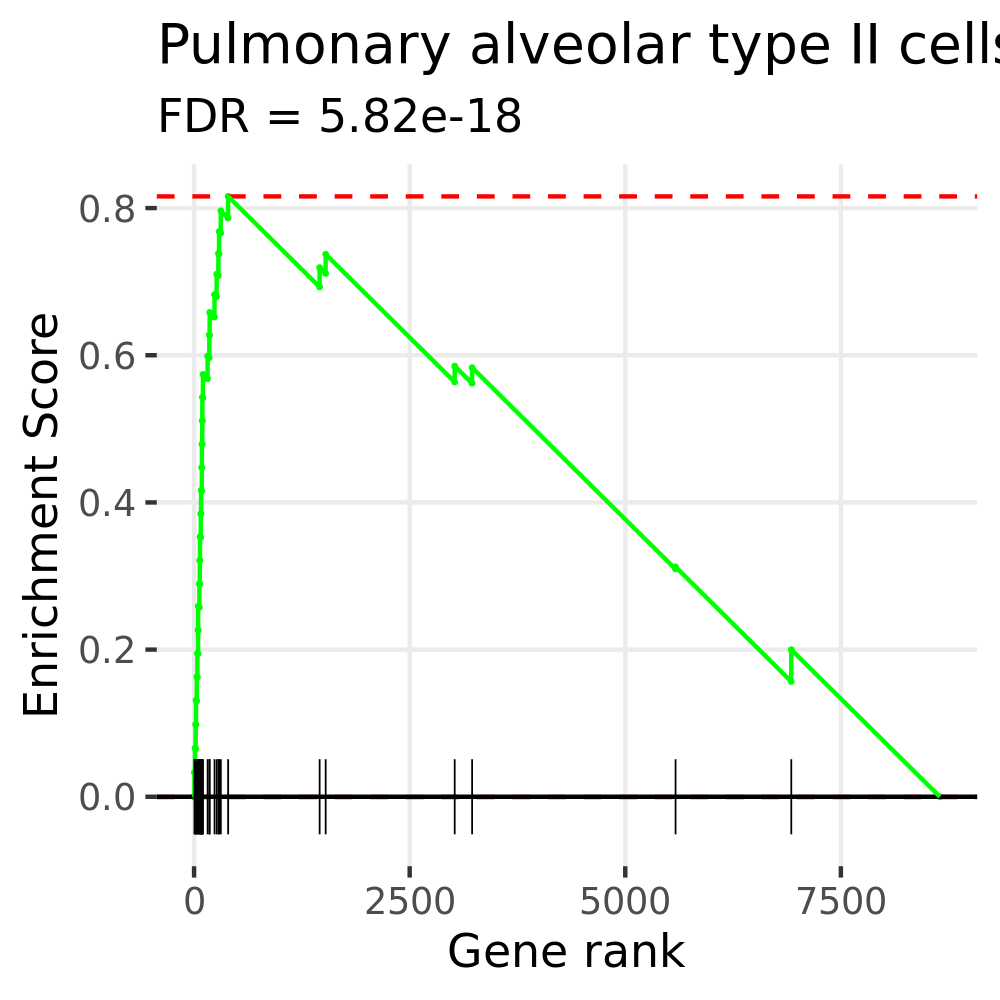 Pulmonary alveolar type II cells
FDR = 5.82e-18
Enrichment Score
0.8
0.6
0.4
0.2
0.0
0 2500 5000 7500
Gene rank